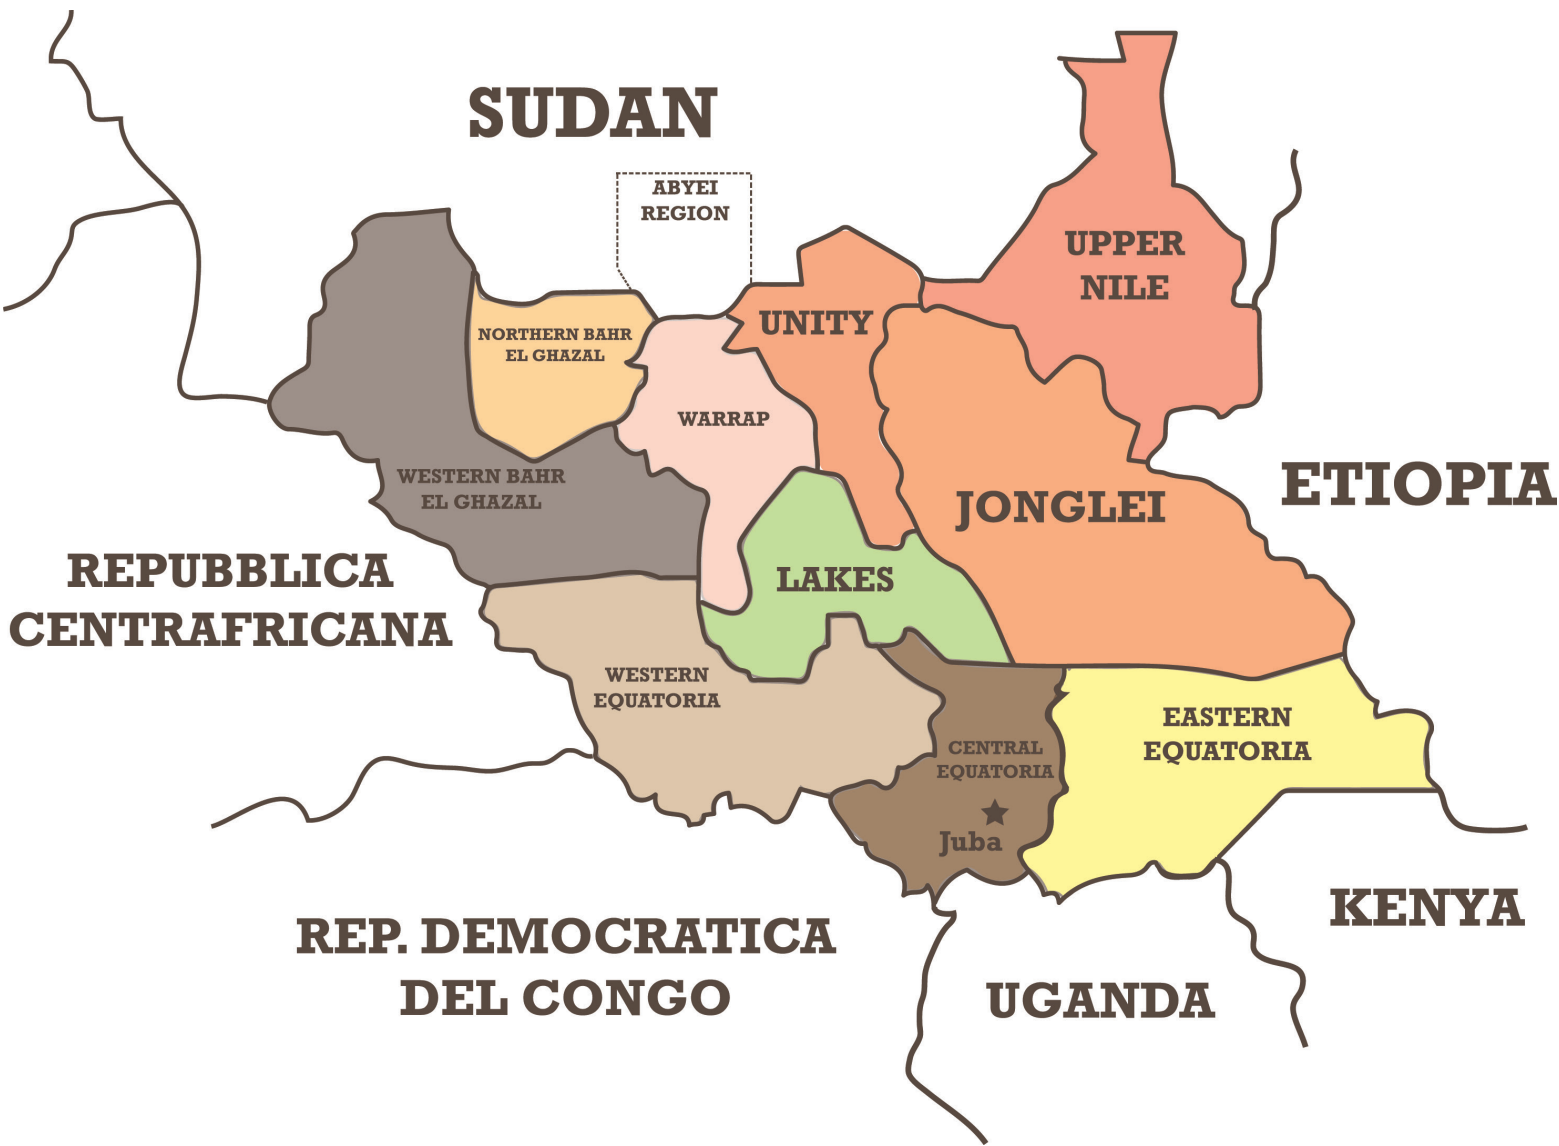 SUDAN
ABYEI
REGION
UPPER
NILE
UNITY
NORTHERN BAHR
EL GHAZAL
WARRAP
WESTERN BAHR
EL GHAZAL
JONGLEI
ETIOPIA
REPUBBLICA
CENTRAFRICANA
LAKES
WESTERN
EQUATORIA
EASTERN
EQUATORIA
CENTRAL
EQUATORIA
Juba
KENYA
REP. DEMOCRATICA
DEL CONGO
UGANDA